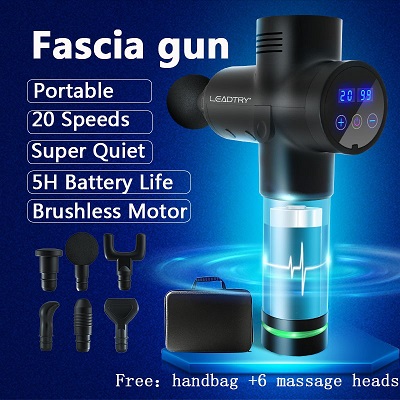 Fascia gun
Portable
20 Speeds
Super Quiet
5H Battery Life
Brushless Motor
LEADTRY
20 99
Free: handbag +6 massage heads